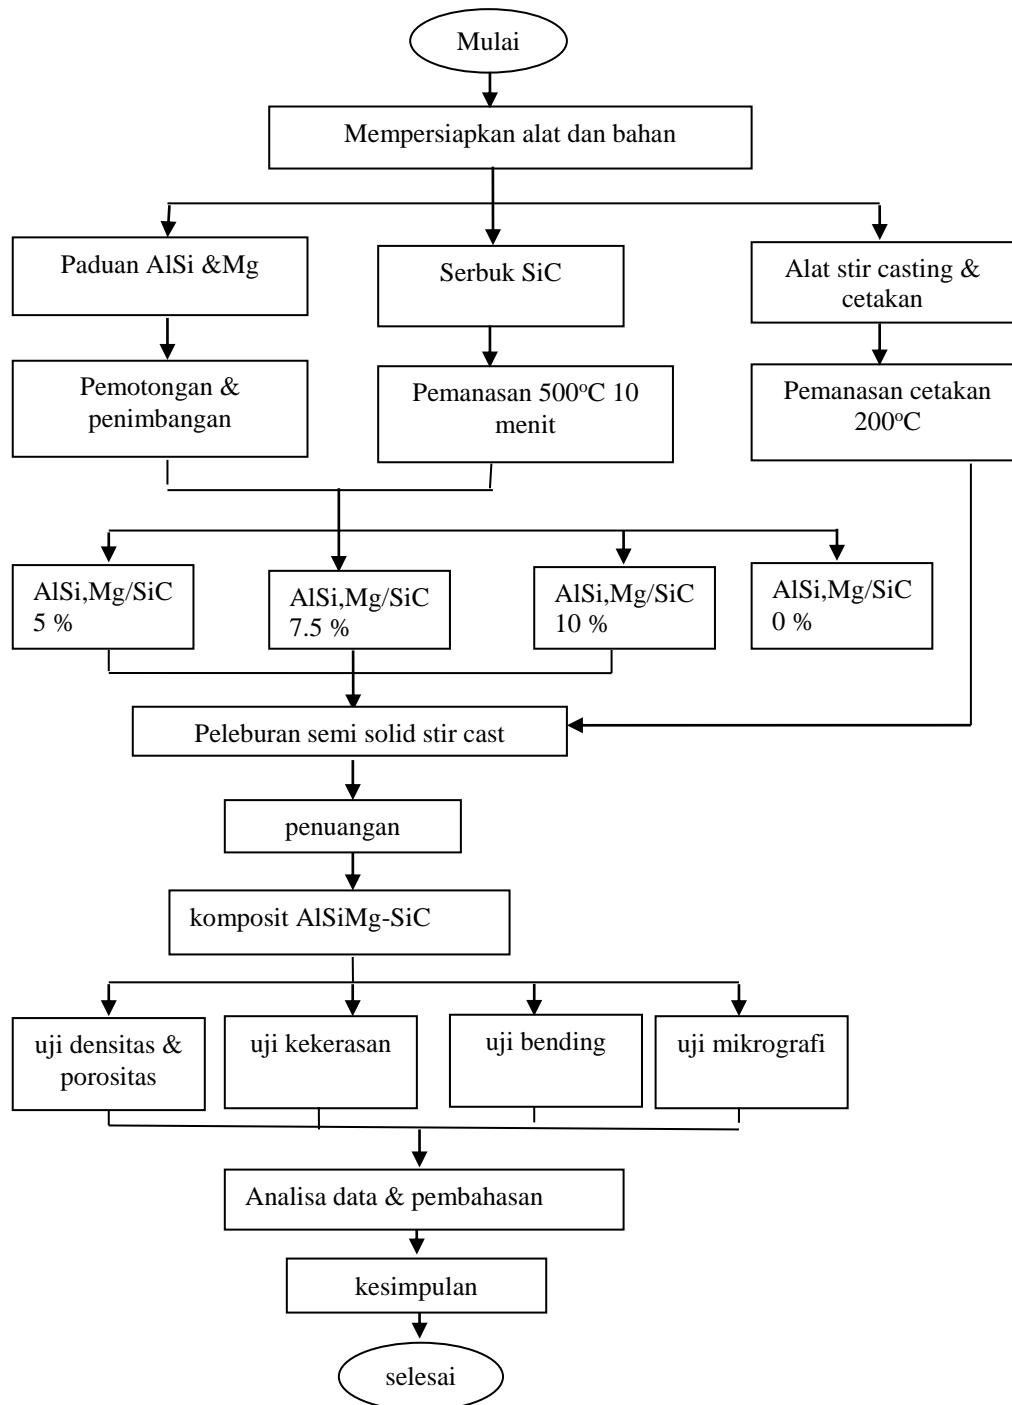 Mulai
Mempersiapkan alat dan bahan
Paduan AlSi &Mg
Serbuk SiC
Alat stir casting &
cetakan
Pemotongan &
penimbangan
Pemanasan 500°C 10
menit
Pemanasan cetakan
200°C
AlSi,Mg/SiC
5 %
AlSi,Mg/SiC
7.5 %
AlSi,Mg/SiC
10 %
AlSi,Mg/SiC
0 %
Peleburan semi solid stir cast
penuangan
komposit AlSiMg-SiC
uji densitas &
porositas
uji kekerasan
uji bending
uji mikrografi
Analisa data & pembahasan
kesimpulan
selesai